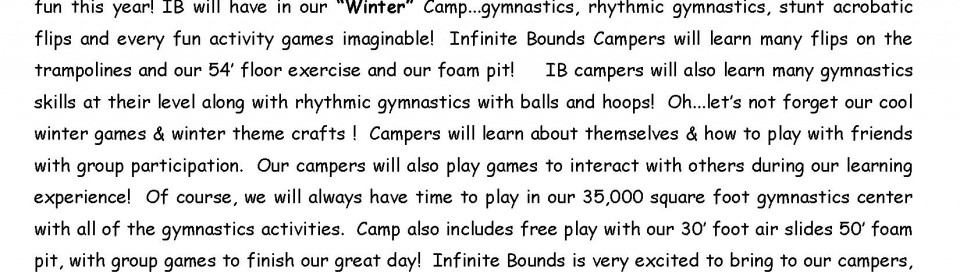 fun this year! IB will have in our “Winter” Camp...gymnastics, rhythmic gymnastics, stunt acrobatic
flips and every fun activity games imaginable! Infinite Bounds Campers will learn many flips on the
trampolines and our 54’ floor exercise and our foam pit! IB campers will also learn many gymnastics
skills at their level along with rhythmic gymnastics with balls and hoops! Oh...let’s not forget our cool
winter games & winter theme crafts ! Campers will learn about themselves & how to play with friends
with group participation. Our campers will also play games to interact with others during our learning
experience! Of course, we will always have time to play in our 35,000 square foot gymnastics center
with all of the gymnastics activities. Camp also includes free play with our 30’ foot air slides 50’ foam
pit, with group games to finish our great day! Infinite Bounds is very excited to bring to our campers,